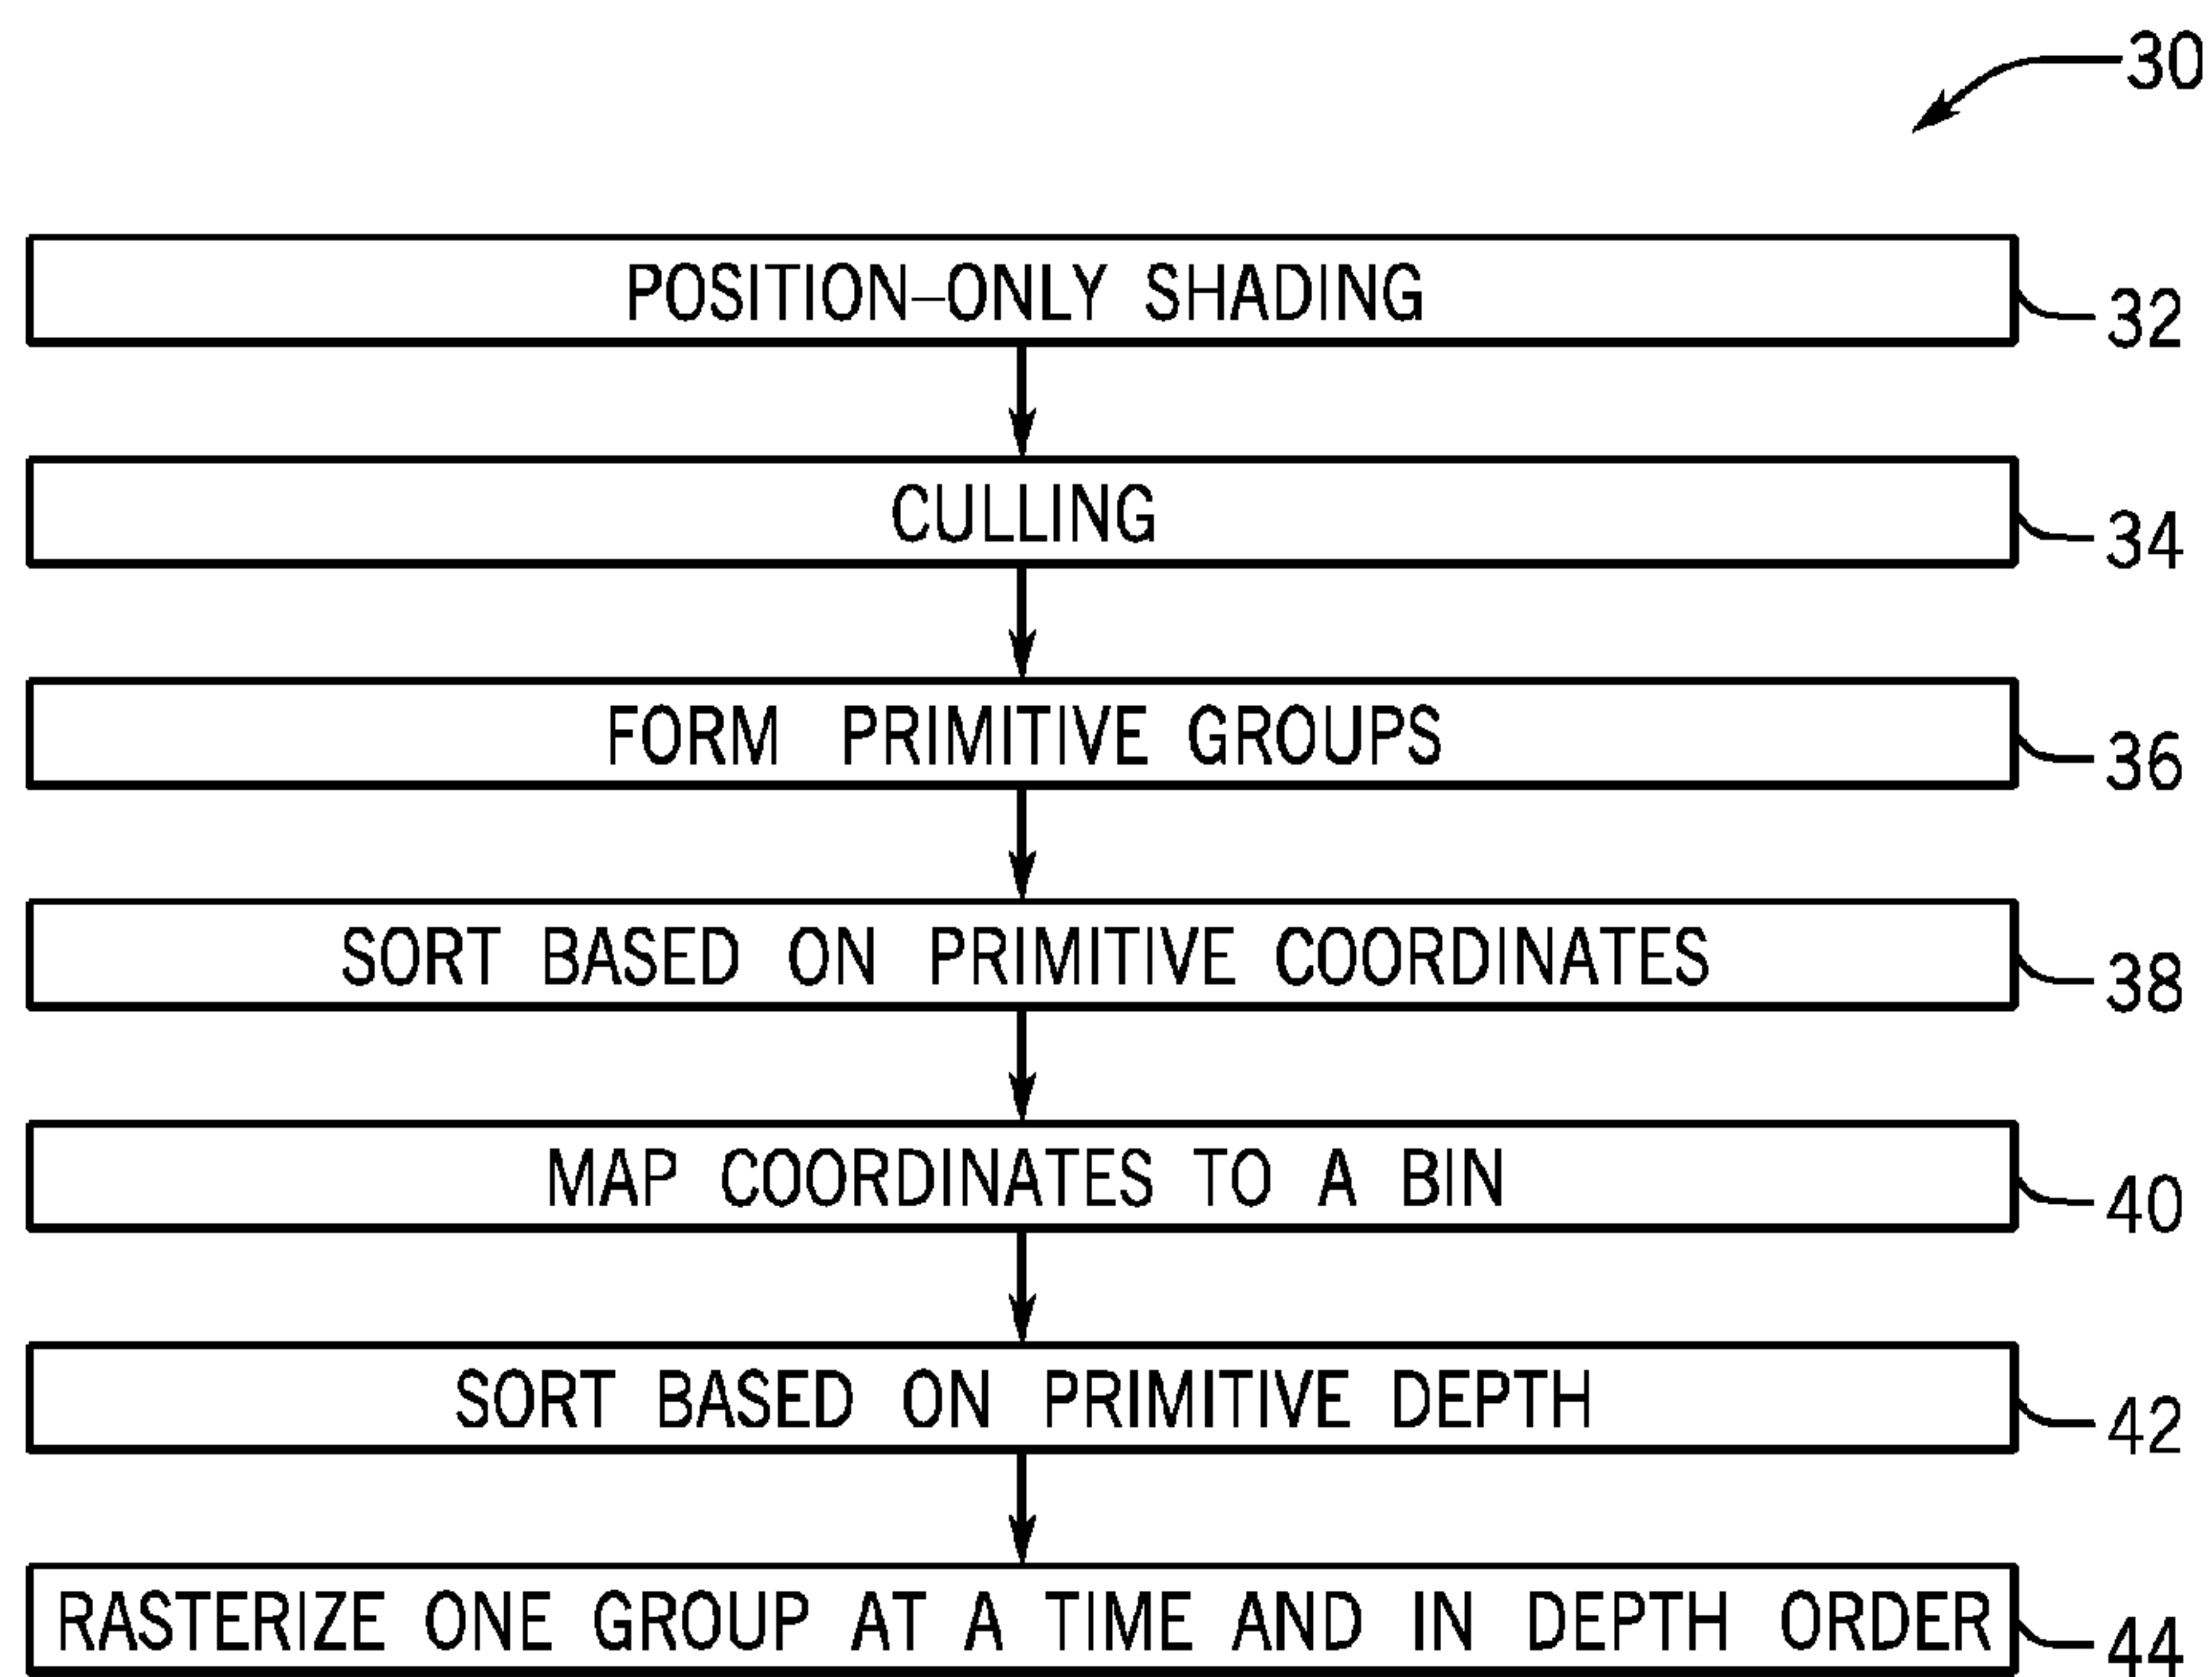 30
POSITION–ONLY SHADING
32
CULLING
34
FORM PRIMITIVE GROUPS
36
SORT BASED ON PRIMITIVE COORDINATES
38
MAP COORDINATES TO A BIN
40
SORT BASED ON PRIMITIVE DEPTH
42
RASTERIZE ONE GROUP AT A TIME AND IN DEPTH ORDER
44